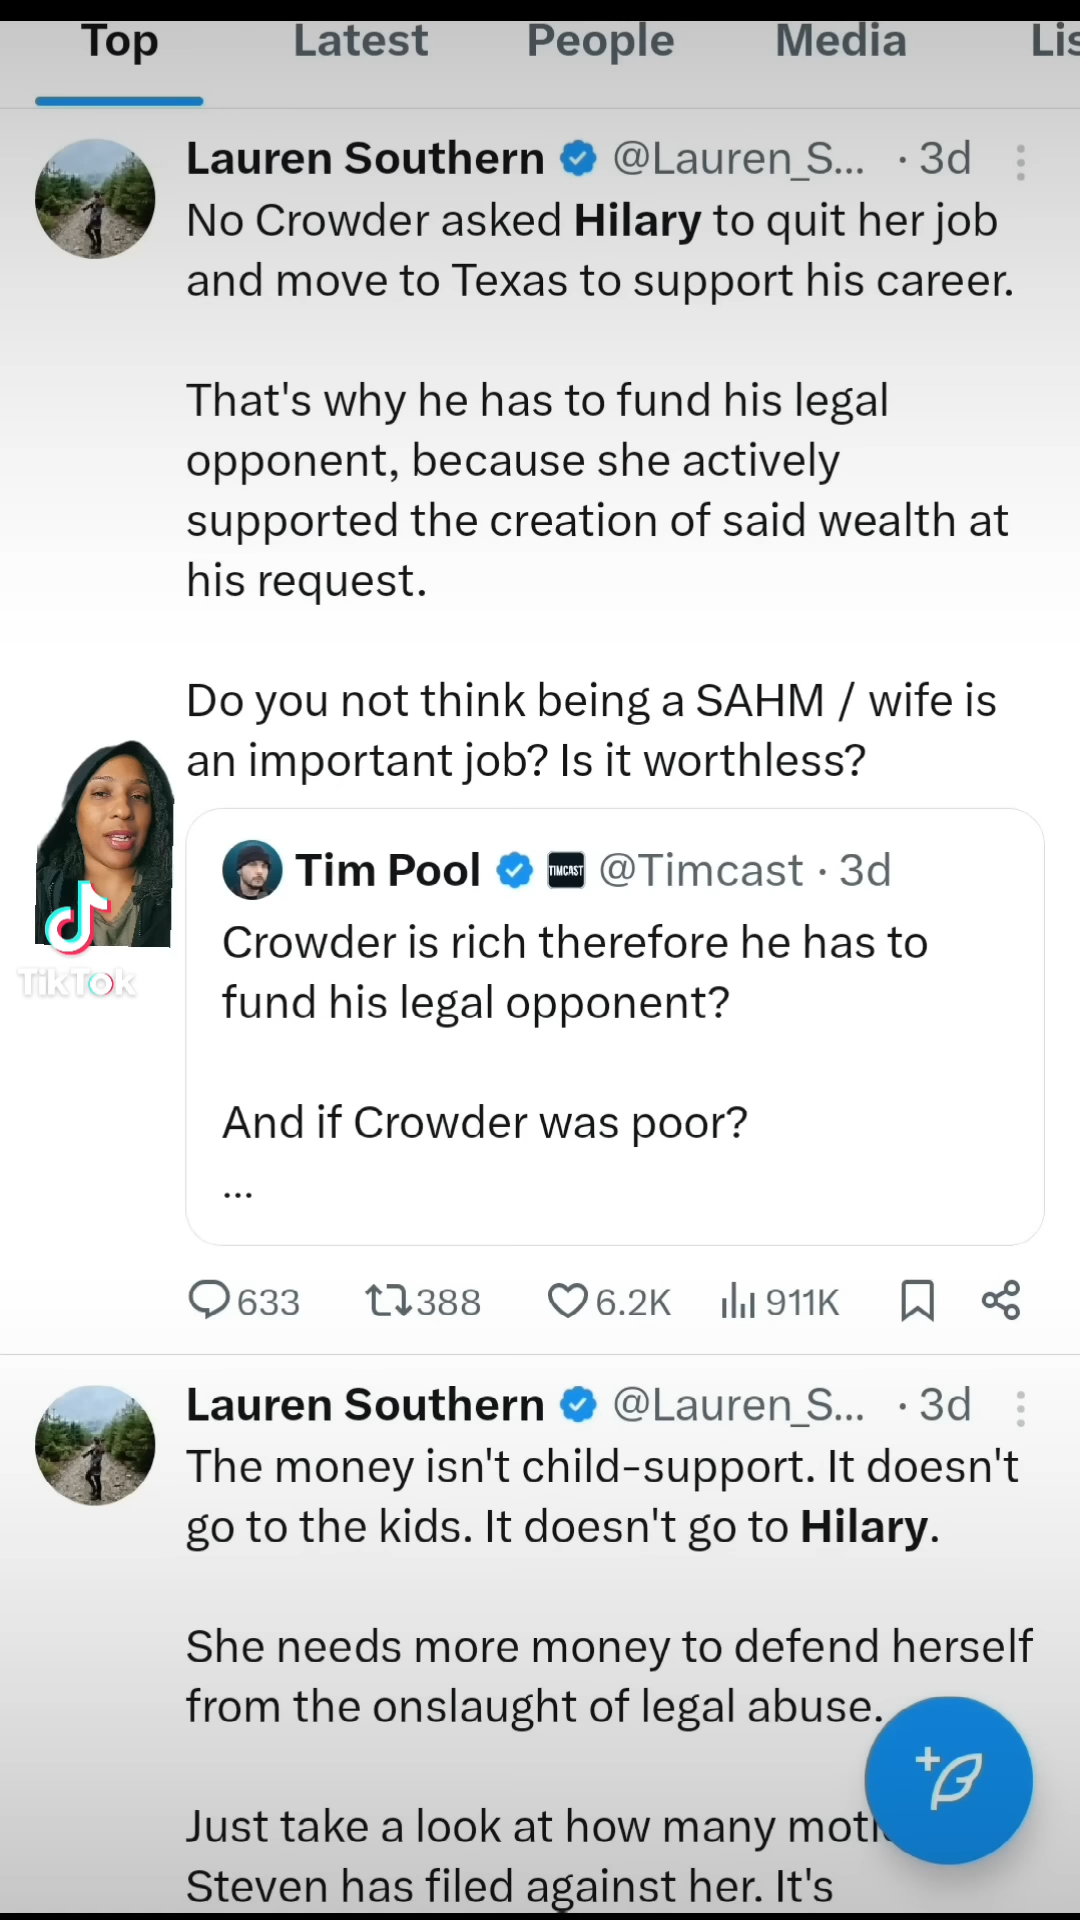 Top Latest People Media Lis
Lauren Southern @Lauren_S... · 3d
No Crowder asked Hilary to quit her job
and move to Texas to support his career.
That's why he has to fund his legal
opponent, because she actively
supported the creation of said wealth at
his request.
Do you not think being a SAHM / wife is
an important job? Is it worthless?
Tim Pool TIMCAST @Timcast · 3d
Crowder is rich therefore he has to
fund his legal opponent?
And if Crowder was poor?
...
TikTok
633 388 6.2K 911K
Lauren Southern @Lauren_S... · 3d
The money isn't child-support. It doesn't
go to the kids. It doesn't go to Hilary.
She needs more money to defend herself
from the onslaught of legal abuse.
Just take a look at how many
Steven has filed against her. It's